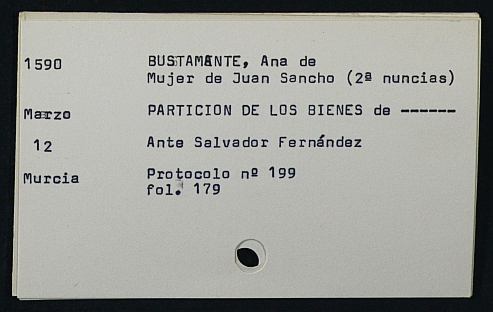 1590 BUSTAMANTE, Ana de
Mujer de Juan Sancho (2ª nuncias)
Marzo PARTICION DE LOS BIENES de ------
12 Ante Salvador Fernández
Murcia Protocolo nº 199
fol. 179